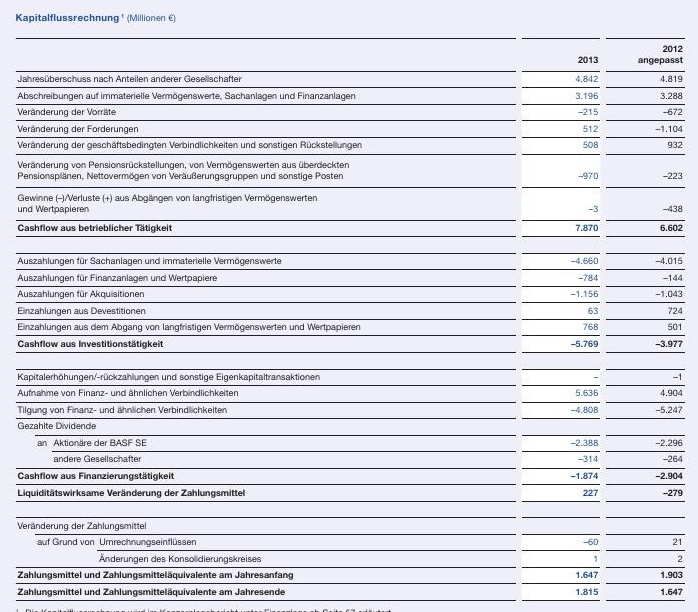 Kapitalflussrechnung ¹ (Millionen €)
2013 2012 angepasst
Jahresüberschuss nach Anteilen anderer Gesellschafter 4.842 4.819
Abschreibungen auf immaterielle Vermögenswerte, Sachanlagen und Finanzanlagen 3.196 3.288
Veränderung der Vorräte –215 –672
Veränderung der Forderungen 512 –1.104
Veränderung der geschäftsbedingten Verbindlichkeiten und sonstigen Rückstellungen 508 932
Veränderung von Pensionsrückstellungen, von Vermögenswerten aus überdeckten
Pensionsplänen, Nettovermögen von Veräußerungsgruppen und sonstige Posten –970 –223
Gewinne (–)/Verluste (+) aus Abgängen von langfristigen Vermögenswerten
und Wertpapieren –3 –438
Cashflow aus betrieblicher Tätigkeit 7.870 6.602
Auszahlungen für Sachanlagen und immaterielle Vermögenswerte –4.660 –4.015
Auszahlungen für Finanzanlagen und Wertpapiere –784 –144
Auszahlungen für Akquisitionen –1.156 –1.043
Einzahlungen aus Devestitionen 63 724
Einzahlungen aus dem Abgang von langfristigen Vermögenswerten und Wertpapieren 768 501
Cashflow aus Investitionstätigkeit –5.769 –3.977
Kapitalerhöhungen/-rückzahlungen und sonstige Eigenkapitaltransaktionen – –1
Aufnahme von Finanz- und ähnlichen Verbindlichkeiten 5.636 4.904
Tilgung von Finanz- und ähnlichen Verbindlichkeiten –4.808 –5.247
Gezahlte Dividende
an Aktionäre der BASF SE –2.388 –2.296
andere Gesellschafter –314 –264
Cashflow aus Finanzierungstätigkeit –1.874 –2.904
Liquiditätswirksame Veränderung der Zahlungsmittel 227 –279
Veränderung der Zahlungsmittel
auf Grund von Umrechnungseinflüssen –60 21
Änderungen des Konsolidierungskreises 1 2
Zahlungsmittel und Zahlungsmitteläquivalente am Jahresanfang 1.647 1.903
Zahlungsmittel und Zahlungsmitteläquivalente am Jahresende 1.815 1.647